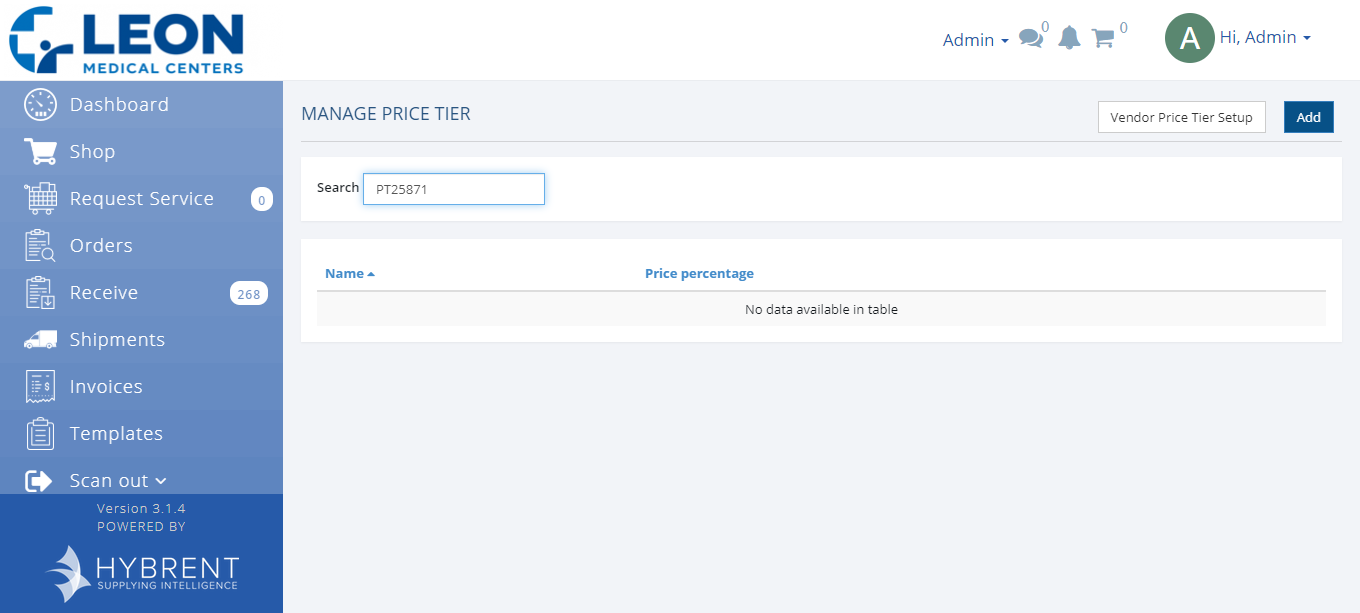 LEON
MEDICAL CENTERS
Admin
0
0
A
Hi, Admin
Dashboard
Shop
Request Service 0
Orders
Receive 268
Shipments
Invoices
Templates
Scan out
Version 3.1.4
POWERED BY
HYBRENT
SUPPLYING INTELLIGENCE
MANAGE PRICE TIER
Vendor Price Tier Setup
Add
Search PT25871
Name Price percentage
No data available in table